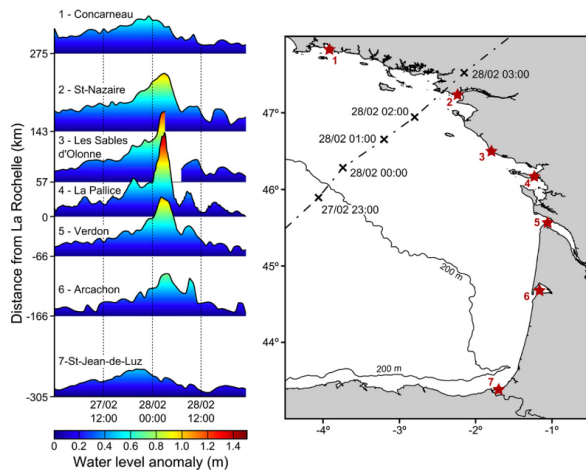 1 - Concarneau
275
2 - St-Nazaire
143
3 - Les Sables
d'Olonne
57
4 - La Pallice
0
5 - Verdon
-66
6 - Arcachon
-166
7-St-Jean-de-Luz
-305
Distance from La Rochelle (km)
27/02 28/02 28/02
12:00 00:00 12:00
0 0.2 0.4 0.6 0.8 1.0 1.2 1.4
Water level anomaly (m)
47°
46°
45°
44°
-4° -3° -2° -1°
1
28/02 03:00
2
28/02 02:00
28/02 01:00
3
28/02 00:00
4
27/02 23:00
5
200 m
6
200 m
7